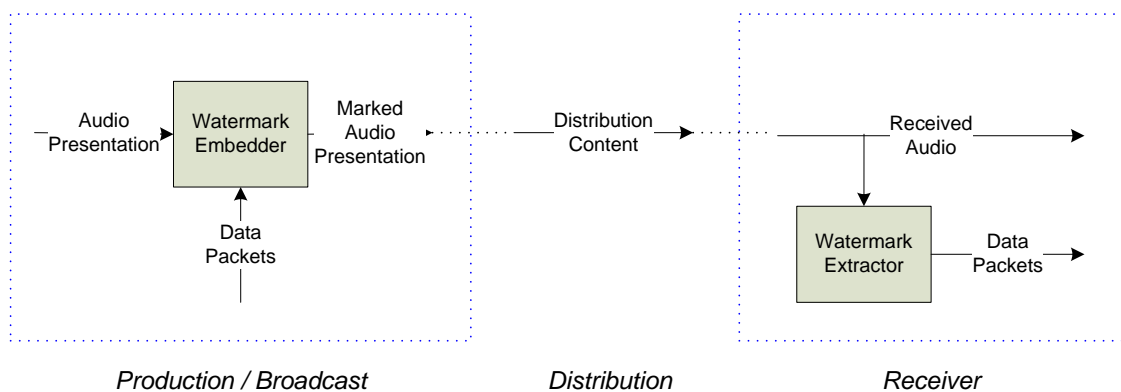 Audio
Presentation
Watermark
Embedder
Marked
Audio
Presentation
Data
Packets
Distribution
Content
Received
Audio
Watermark
Extractor
Data
Packets
Production / Broadcast
Distribution
Receiver